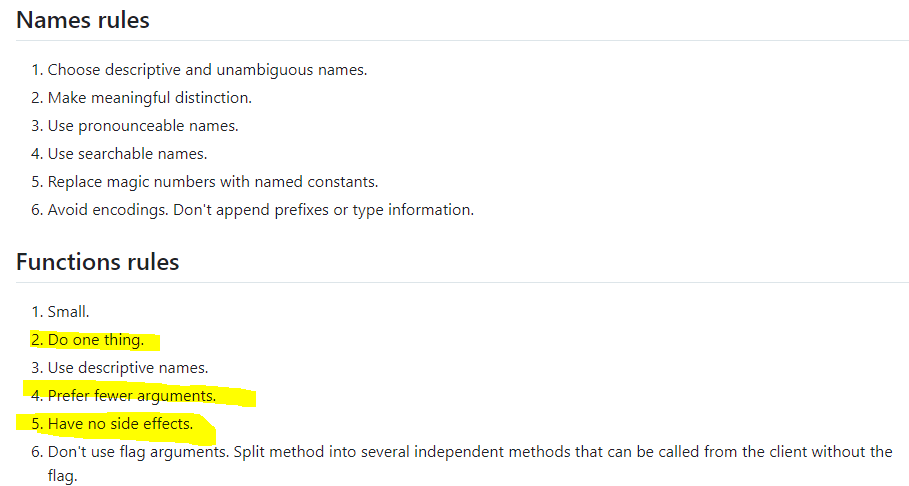 Names rules
1. Choose descriptive and unambiguous names.
2. Make meaningful distinction.
3. Use pronounceable names.
4. Use searchable names.
5. Replace magic numbers with named constants.
6. Avoid encodings. Don't append prefixes or type information.
Functions rules
1. Small.
2. Do one thing.
3. Use descriptive names.
4. Prefer fewer arguments.
5. Have no side effects.
6. Don't use flag arguments. Split method into several independent methods that can be called from the client without the
flag.